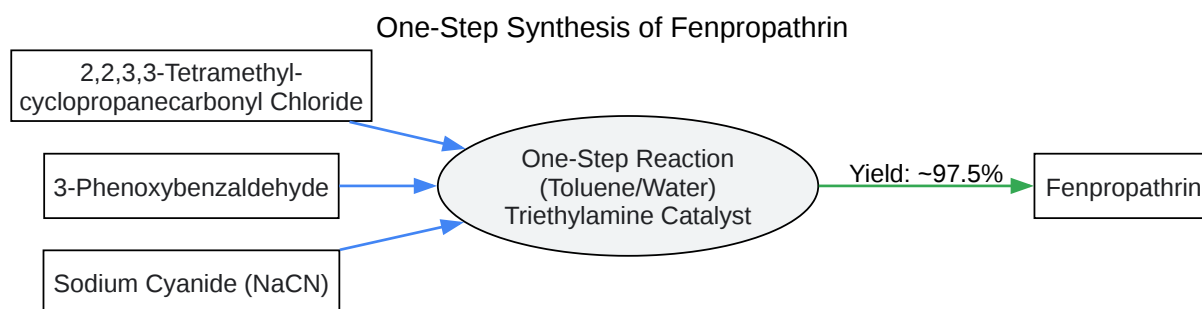 One-Step Synthesis of Fenpropathrin
2,2,3,3-Tetramethyl-
cyclopropanecarbonyl Chloride
3-Phenoxybenzaldehyde
Sodium Cyanide (NaCN)
One-Step Reaction
(Toluene/Water)
Triethylamine Catalyst
Yield: ~97.5%
Fenpropathrin